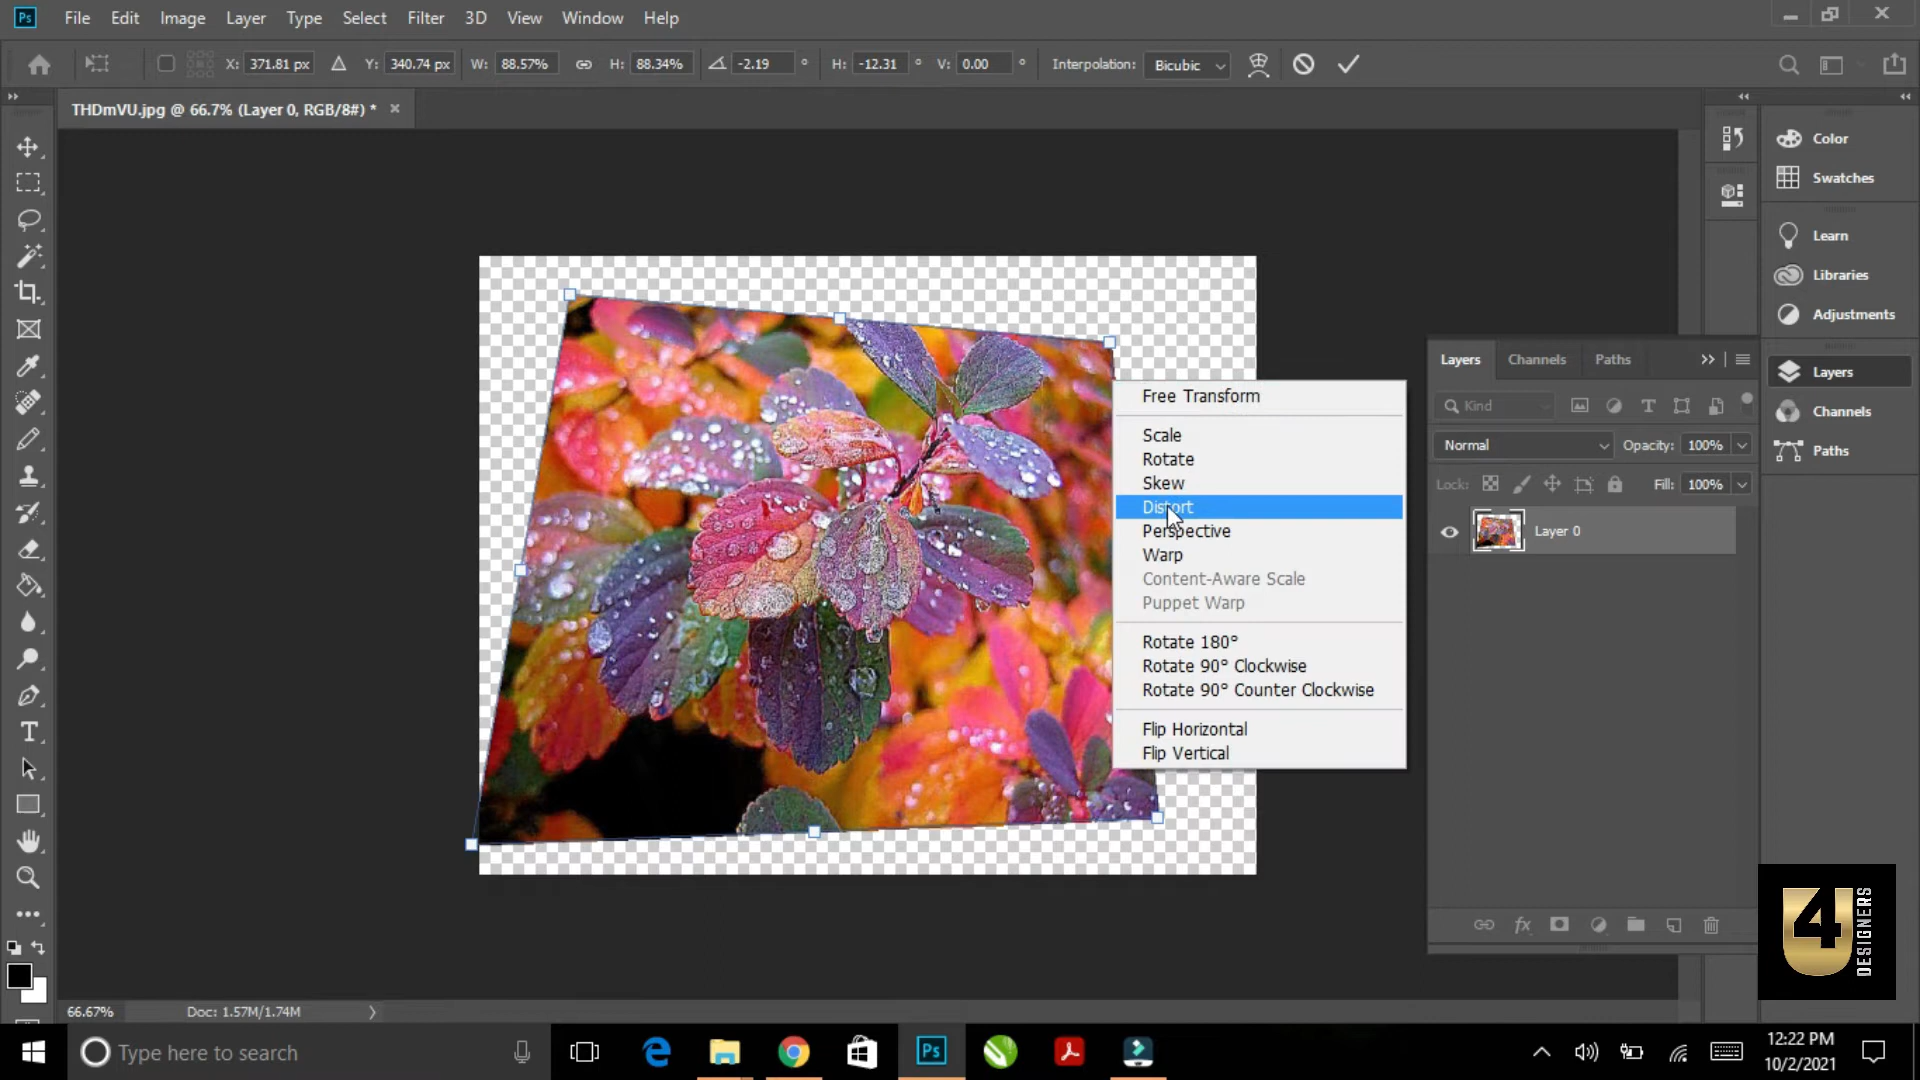 Ps File Edit Image Layer Type Select Filter 3D View Window Help
X: 371.81 px Y: 340.74 px W: 88.57% H: 88.34% -2.19 ° H: -12.31 ° V: 0.00 ° Interpolation: Bicubic
THDmVU.jpg @ 66.7% (Layer 0, RGB/8#) *
Color
Swatches
Learn
Libraries
Adjustments
Layers
Channels
Paths
Layers Channels Paths
Kind
Normal Opacity: 100%
Lock: Fill: 100%
Layer 0
fx
Free Transform
Scale
Rotate
Skew
Distort
Perspective
Warp
Content-Aware Scale
Puppet Warp
Rotate 180°
Rotate 90° Clockwise
Rotate 90° Counter Clockwise
Flip Horizontal
Flip Vertical
U4 DESIGNERS
66.67% Doc: 1.57M/1.74M
Type here to search
Ps
12:22 PM
10/2/2021